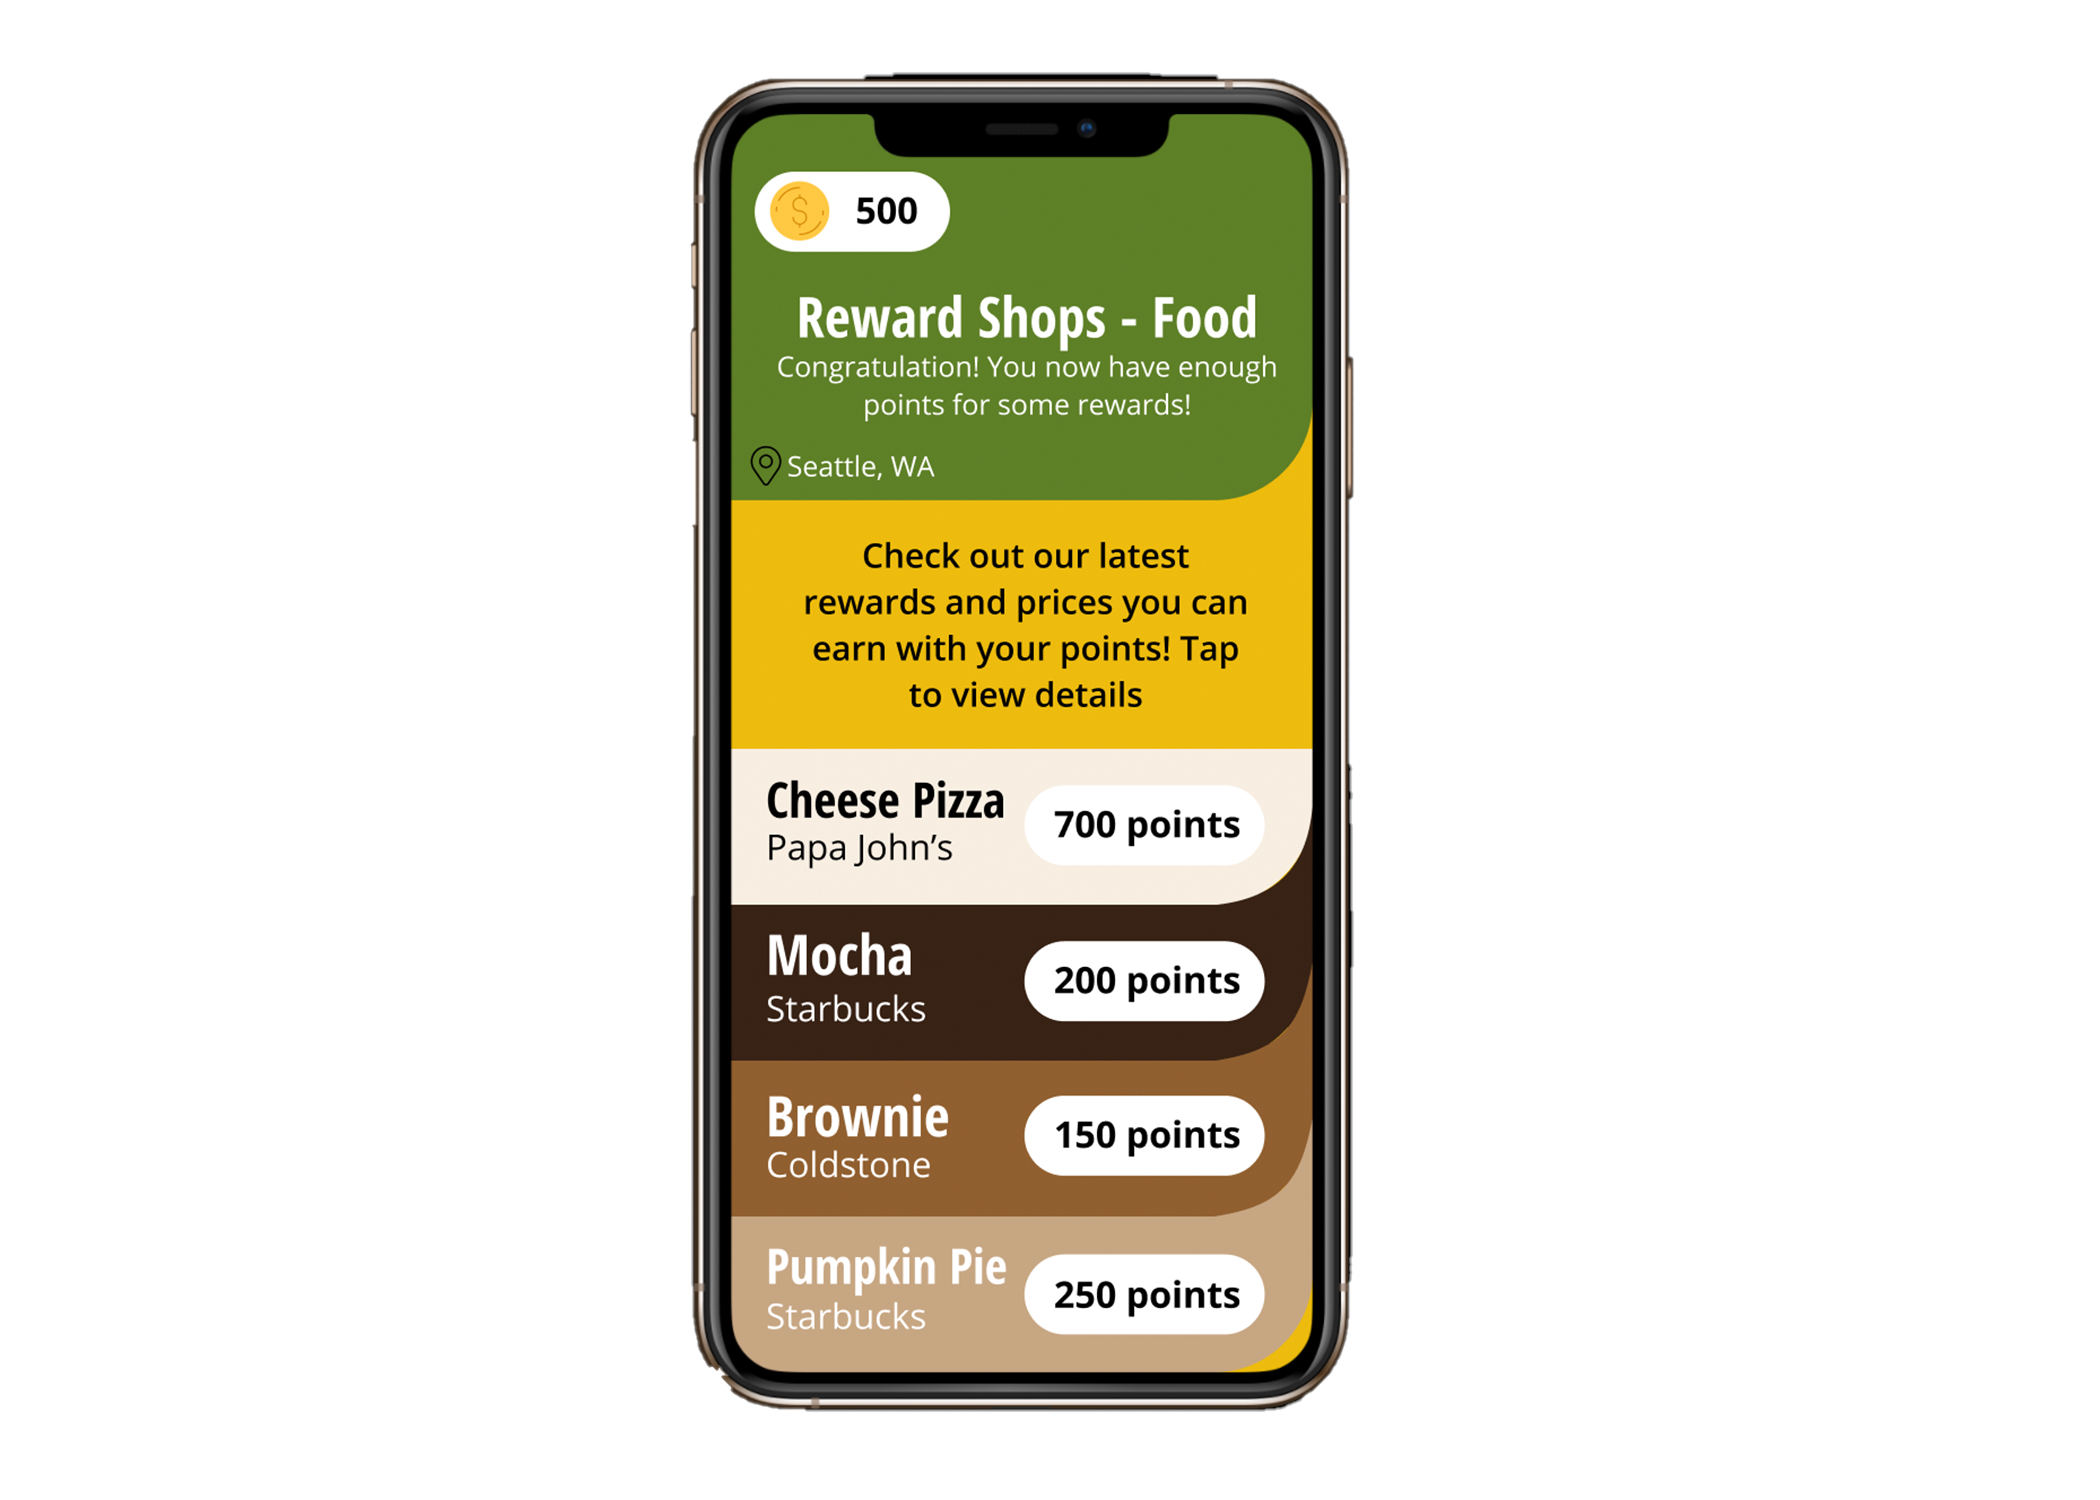 500
Reward Shops - Food
Congratulation! You now have enough
points for some rewards!
Seattle, WA
Check out our latest
rewards and prices you can
earn with your points! Tap
to view details
Cheese Pizza
Papa John's
700 points
Mocha
Starbucks
200 points
Brownie
Coldstone
150 points
Pumpkin Pie
Starbucks
250 points